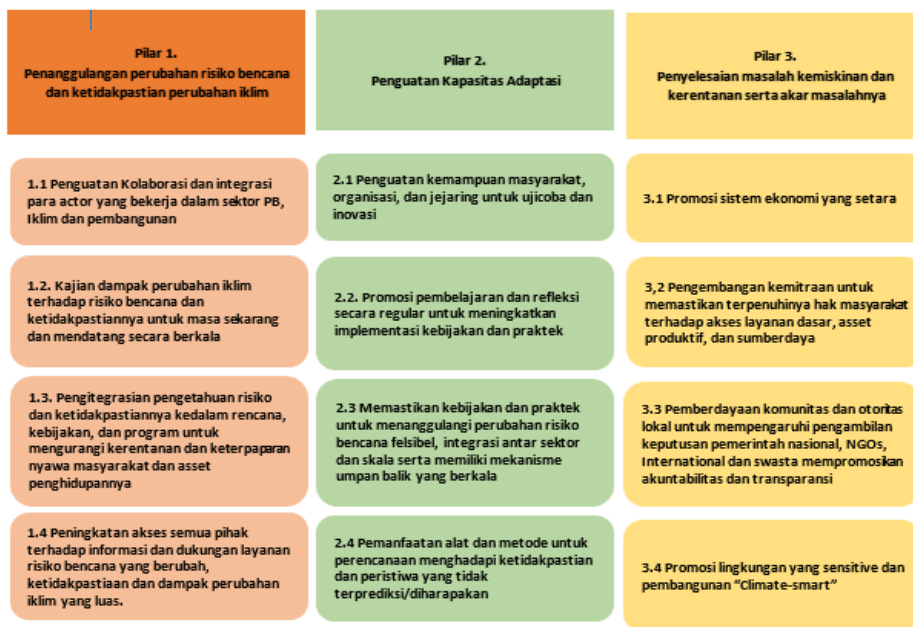 Pilar 1.
Penanggulangan perubahan risiko bencana
dan ketidakpastian perubahan iklim
1.1 Penguatan Kolaborasi dan integrasi
para actor yang bekerja dalam sektor PB,
Iklim dan pembangunan
1.2. Kajian dampak perubahan iklim
terhadap risiko bencana dan
ketidakpastiannya untuk masa sekarang
dan mendatang secara berkala
1.3. Pengitegrasian pengetahuan risiko
dan ketidakpastiannya kedalam rencana,
kebijakan, dan program untuk
mengurangi kerentanan dan keterpaparan
nyawa masyarakat dan asset
penghidupannya
1.4 Peningkatan akses semua pihak
terhadap informasi dan dukungan layanan
risiko bencana yang berubah,
ketidakpastiaan dan dampak perubahan
iklim yang luas.
Pilar 2.
Penguatan Kapasitas Adaptasi
2.1 Penguatan kemampuan masyarakat,
organisasi, dan jejaring untuk ujicoba dan
inovasi
2.2. Promosi pembelajaran dan refleksi
secara regular untuk meningkatkan
implementasi kebijakan dan praktek
2.3 Memastikan kebijakan dan praktek
untuk menanggulangi perubahan risiko
bencana felsibel, integrasi antar sektor
dan skala serta memiliki mekanisme
umpan balik yang berkala
2.4 Pemanfaatan alat dan metode untuk
perencanaan menghadapi ketidakpastian
dan peristiwa yang tidak
terprediksi/diharapakan
Pilar 3.
Penyelesaian masalah kemiskinan dan
kerentanan serta akar masalahnya
3.1 Promosi sistem ekonomi yang setara
3,2 Pengembangan kemitraan untuk
memastikan terpenuhinya hak masyarakat
terhadap akses layanan dasar, asset
produktif, dan sumberdaya
3.3 Pemberdayaan komunitas dan otoritas
lokal untuk mempengaruhi pengambilan
keputusan pemerintah nasional, NGOs,
International dan swasta mempromosikan
akuntabilitas dan transparansi
3.4 Promosi lingkungan yang sensitive dan
pembangunan “Climate-smart”